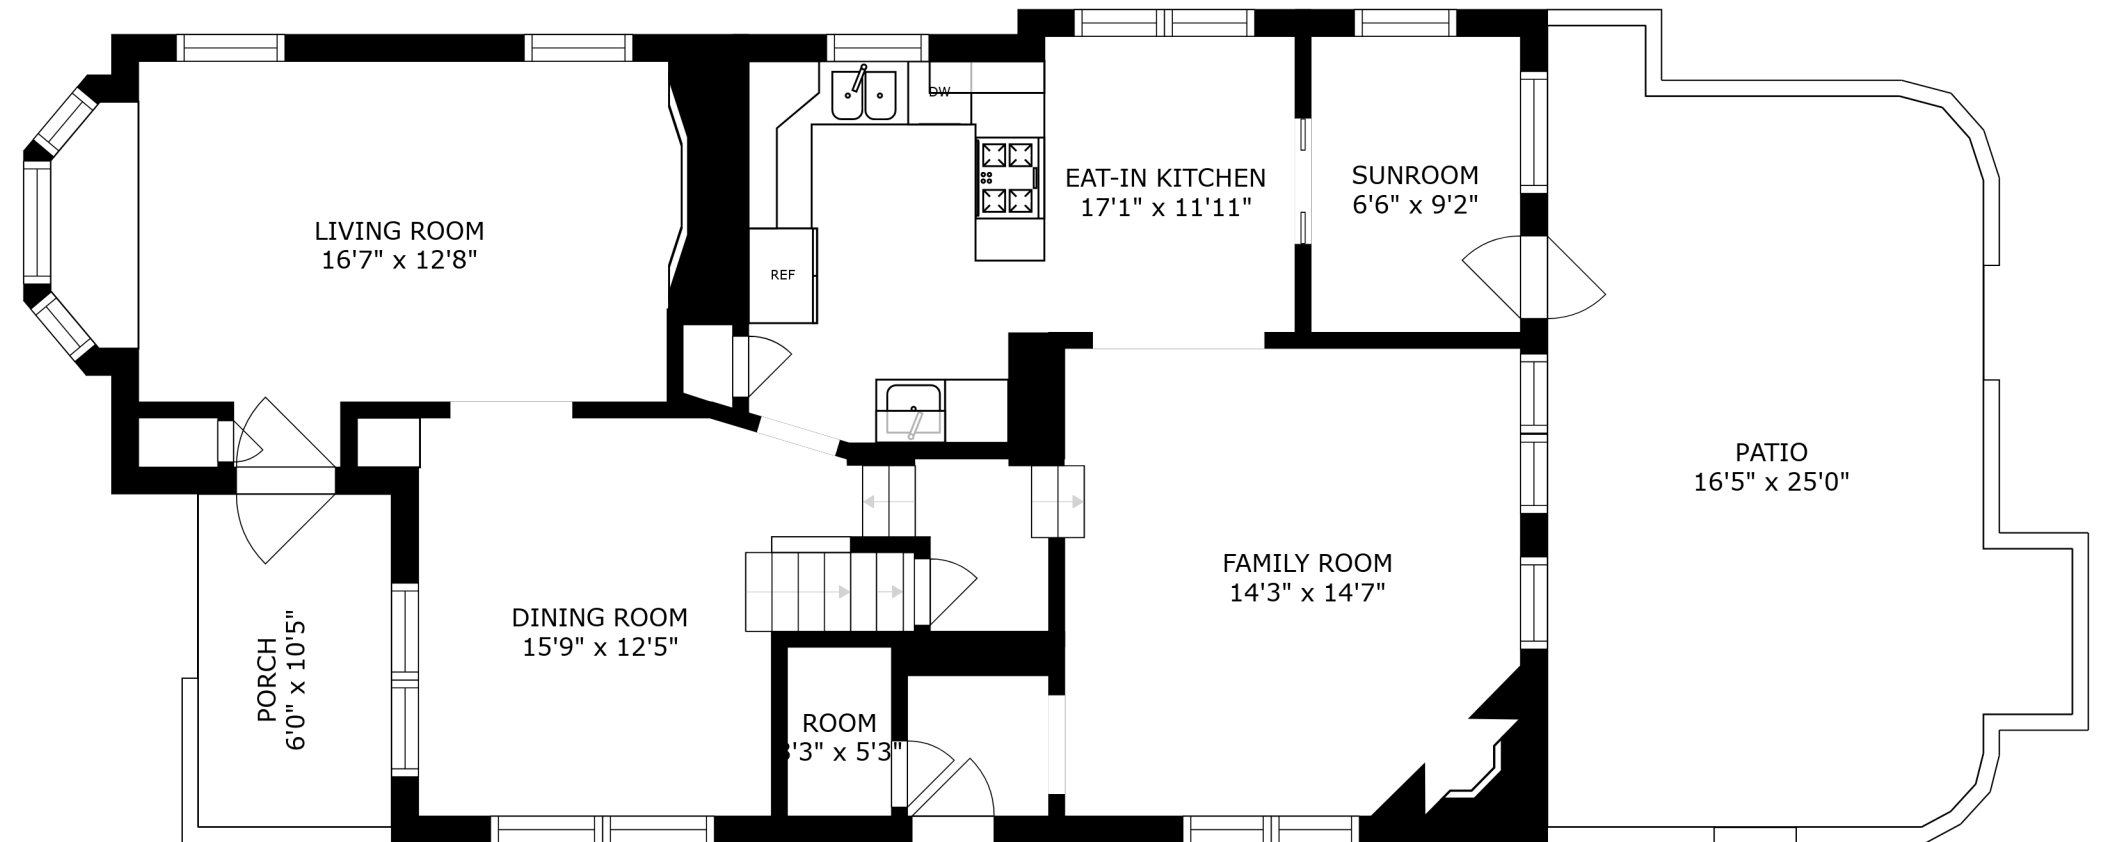 LIVING ROOM
16'7" x 12'8"
DW
REF
EAT-IN KITCHEN
17'1" x 11'11"
SUNROOM
6'6" x 9'2"
PATIO
16'5" x 25'0"
FAMILY ROOM
14'3" x 14'7"
DINING ROOM
15'9" x 12'5"
PORCH
6'0" x 10'5"
ROOM
3'3" x 5'3"